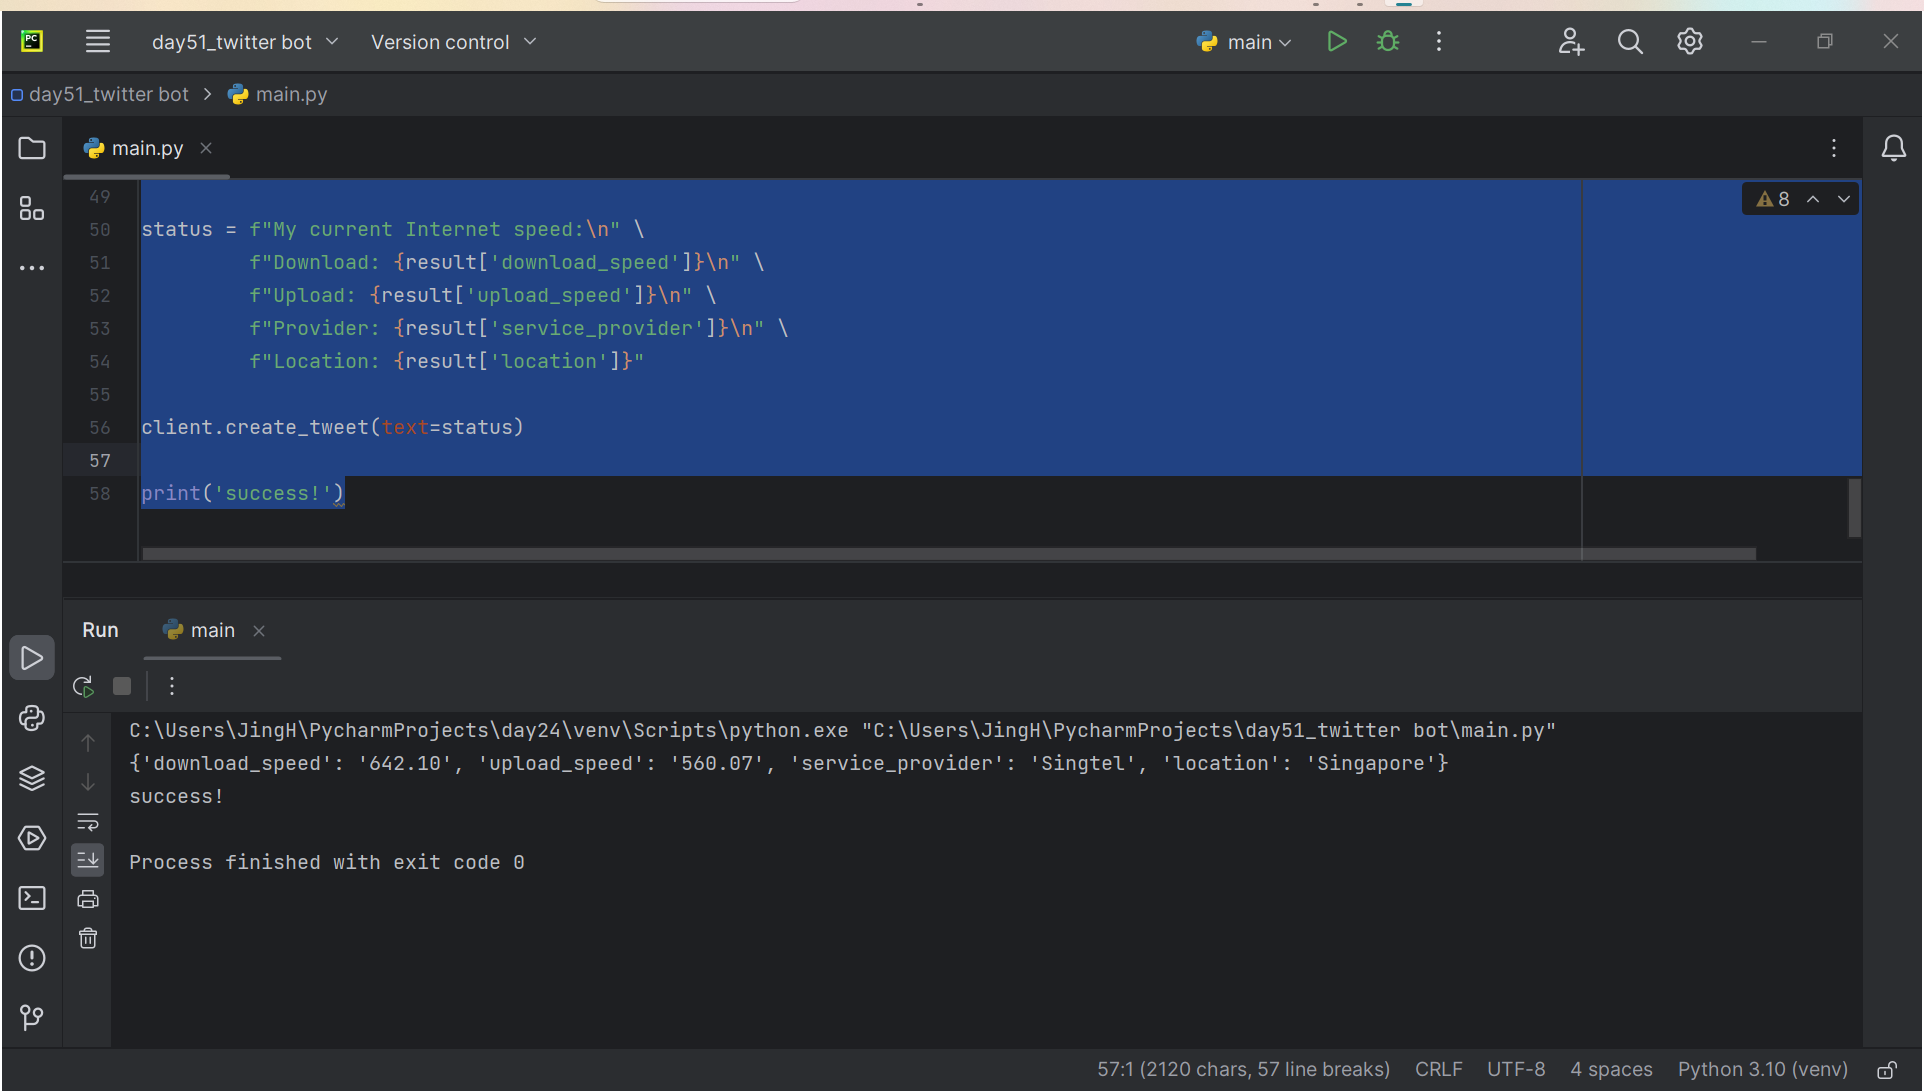 PC
day51_twitter bot
Version control
main
day51_twitter bot > main.py
main.py
8
49
50 status = f"My current Internet speed:\n" \
51 f"Download: {result['download_speed']}\n" \
52 f"Upload: {result['upload_speed']}\n" \
53 f"Provider: {result['service_provider']}\n" \
54 f"Location: {result['location']}"
55
56 client.create_tweet(text=status)
57
58 print('success!')
Run
main
C:\Users\JingH\PycharmProjects\day24\venv\Scripts\python.exe "C:\Users\JingH\PycharmProjects\day51_twitter bot\main.py"
{'download_speed': '642.10', 'upload_speed': '560.07', 'service_provider': 'Singtel', 'location': 'Singapore'}
success!
Process finished with exit code 0
57:1 (2120 chars, 57 line breaks) CRLF UTF-8 4 spaces Python 3.10 (venv)